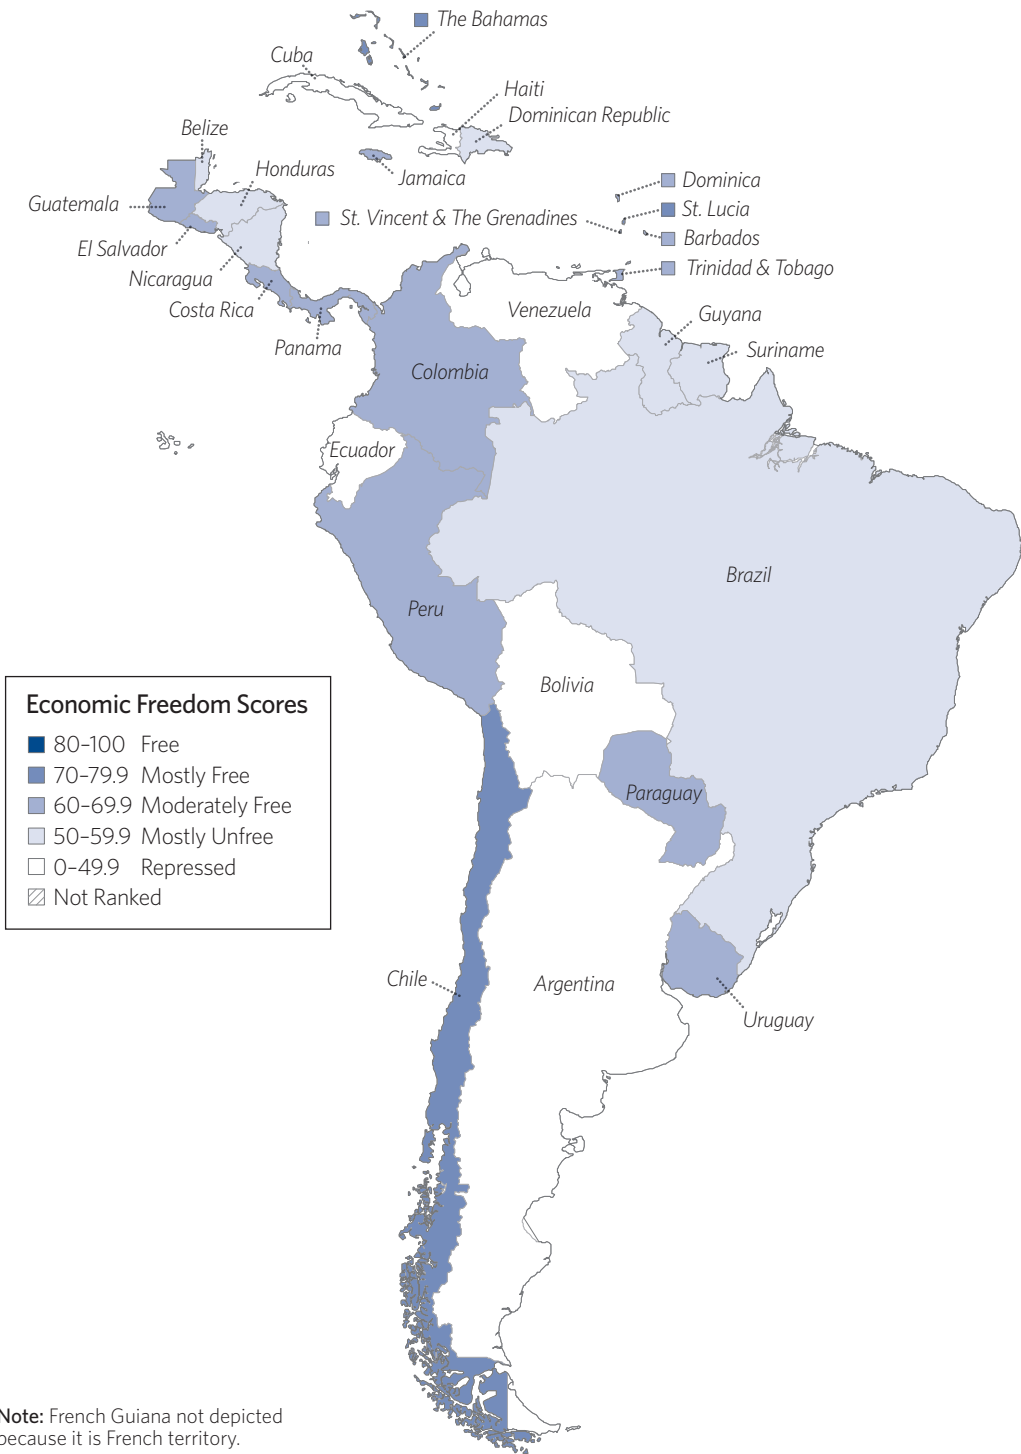 The Bahamas
Cuba
Haiti
Dominican Republic
Belize
Honduras
Jamaica
Guatemala
Dominica
St. Lucia
St. Vincent & The Grenadines
Barbados
El Salvador
Trinidad & Tobago
Nicaragua
Costa Rica
Venezuela
Guyana
Panama
Suriname
Colombia
Ecuador
Brazil
Peru
Bolivia
Economic Freedom Scores
80–100 Free
70–79.9 Mostly Free
60–69.9 Moderately Free
50–59.9 Mostly Unfree
0–49.9 Repressed
Not Ranked
Paraguay
Chile
Argentina
Uruguay
Note: French Guiana not depicted
because it is French territory.